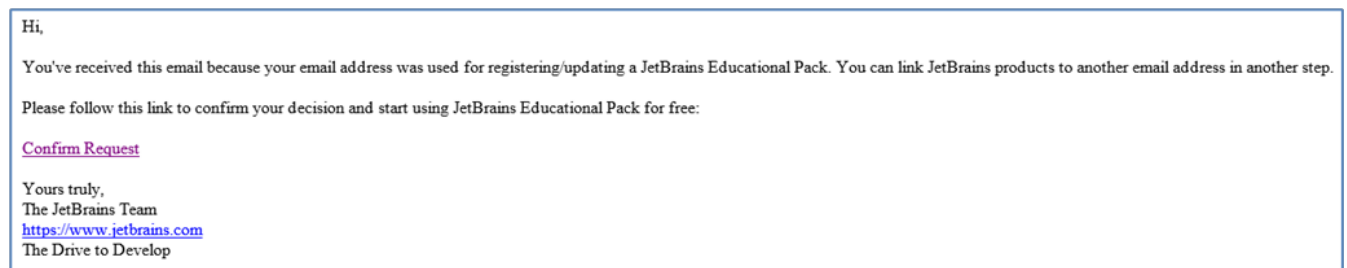 Hi,
You've received this email because your email address was used for registering/updating a JetBrains Educational Pack. You can link JetBrains products to another email address in another step.
Please follow this link to confirm your decision and start using JetBrains Educational Pack for free:
Confirm Request
Yours truly,
The JetBrains Team
https://www.jetbrains.com
The Drive to Develop